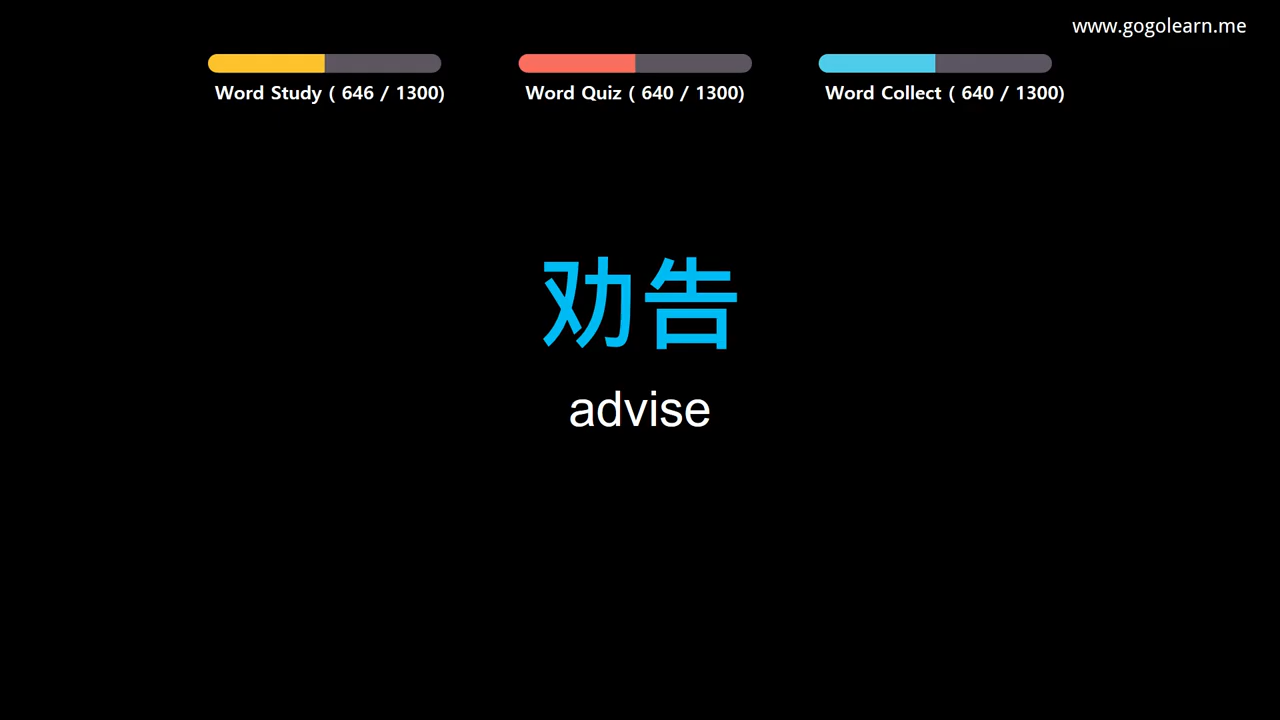 www.gogolearn.me
Word Study ( 646 / 1300)
Word Quiz ( 640 / 1300)
Word Collect ( 640 / 1300)
劝告
advise